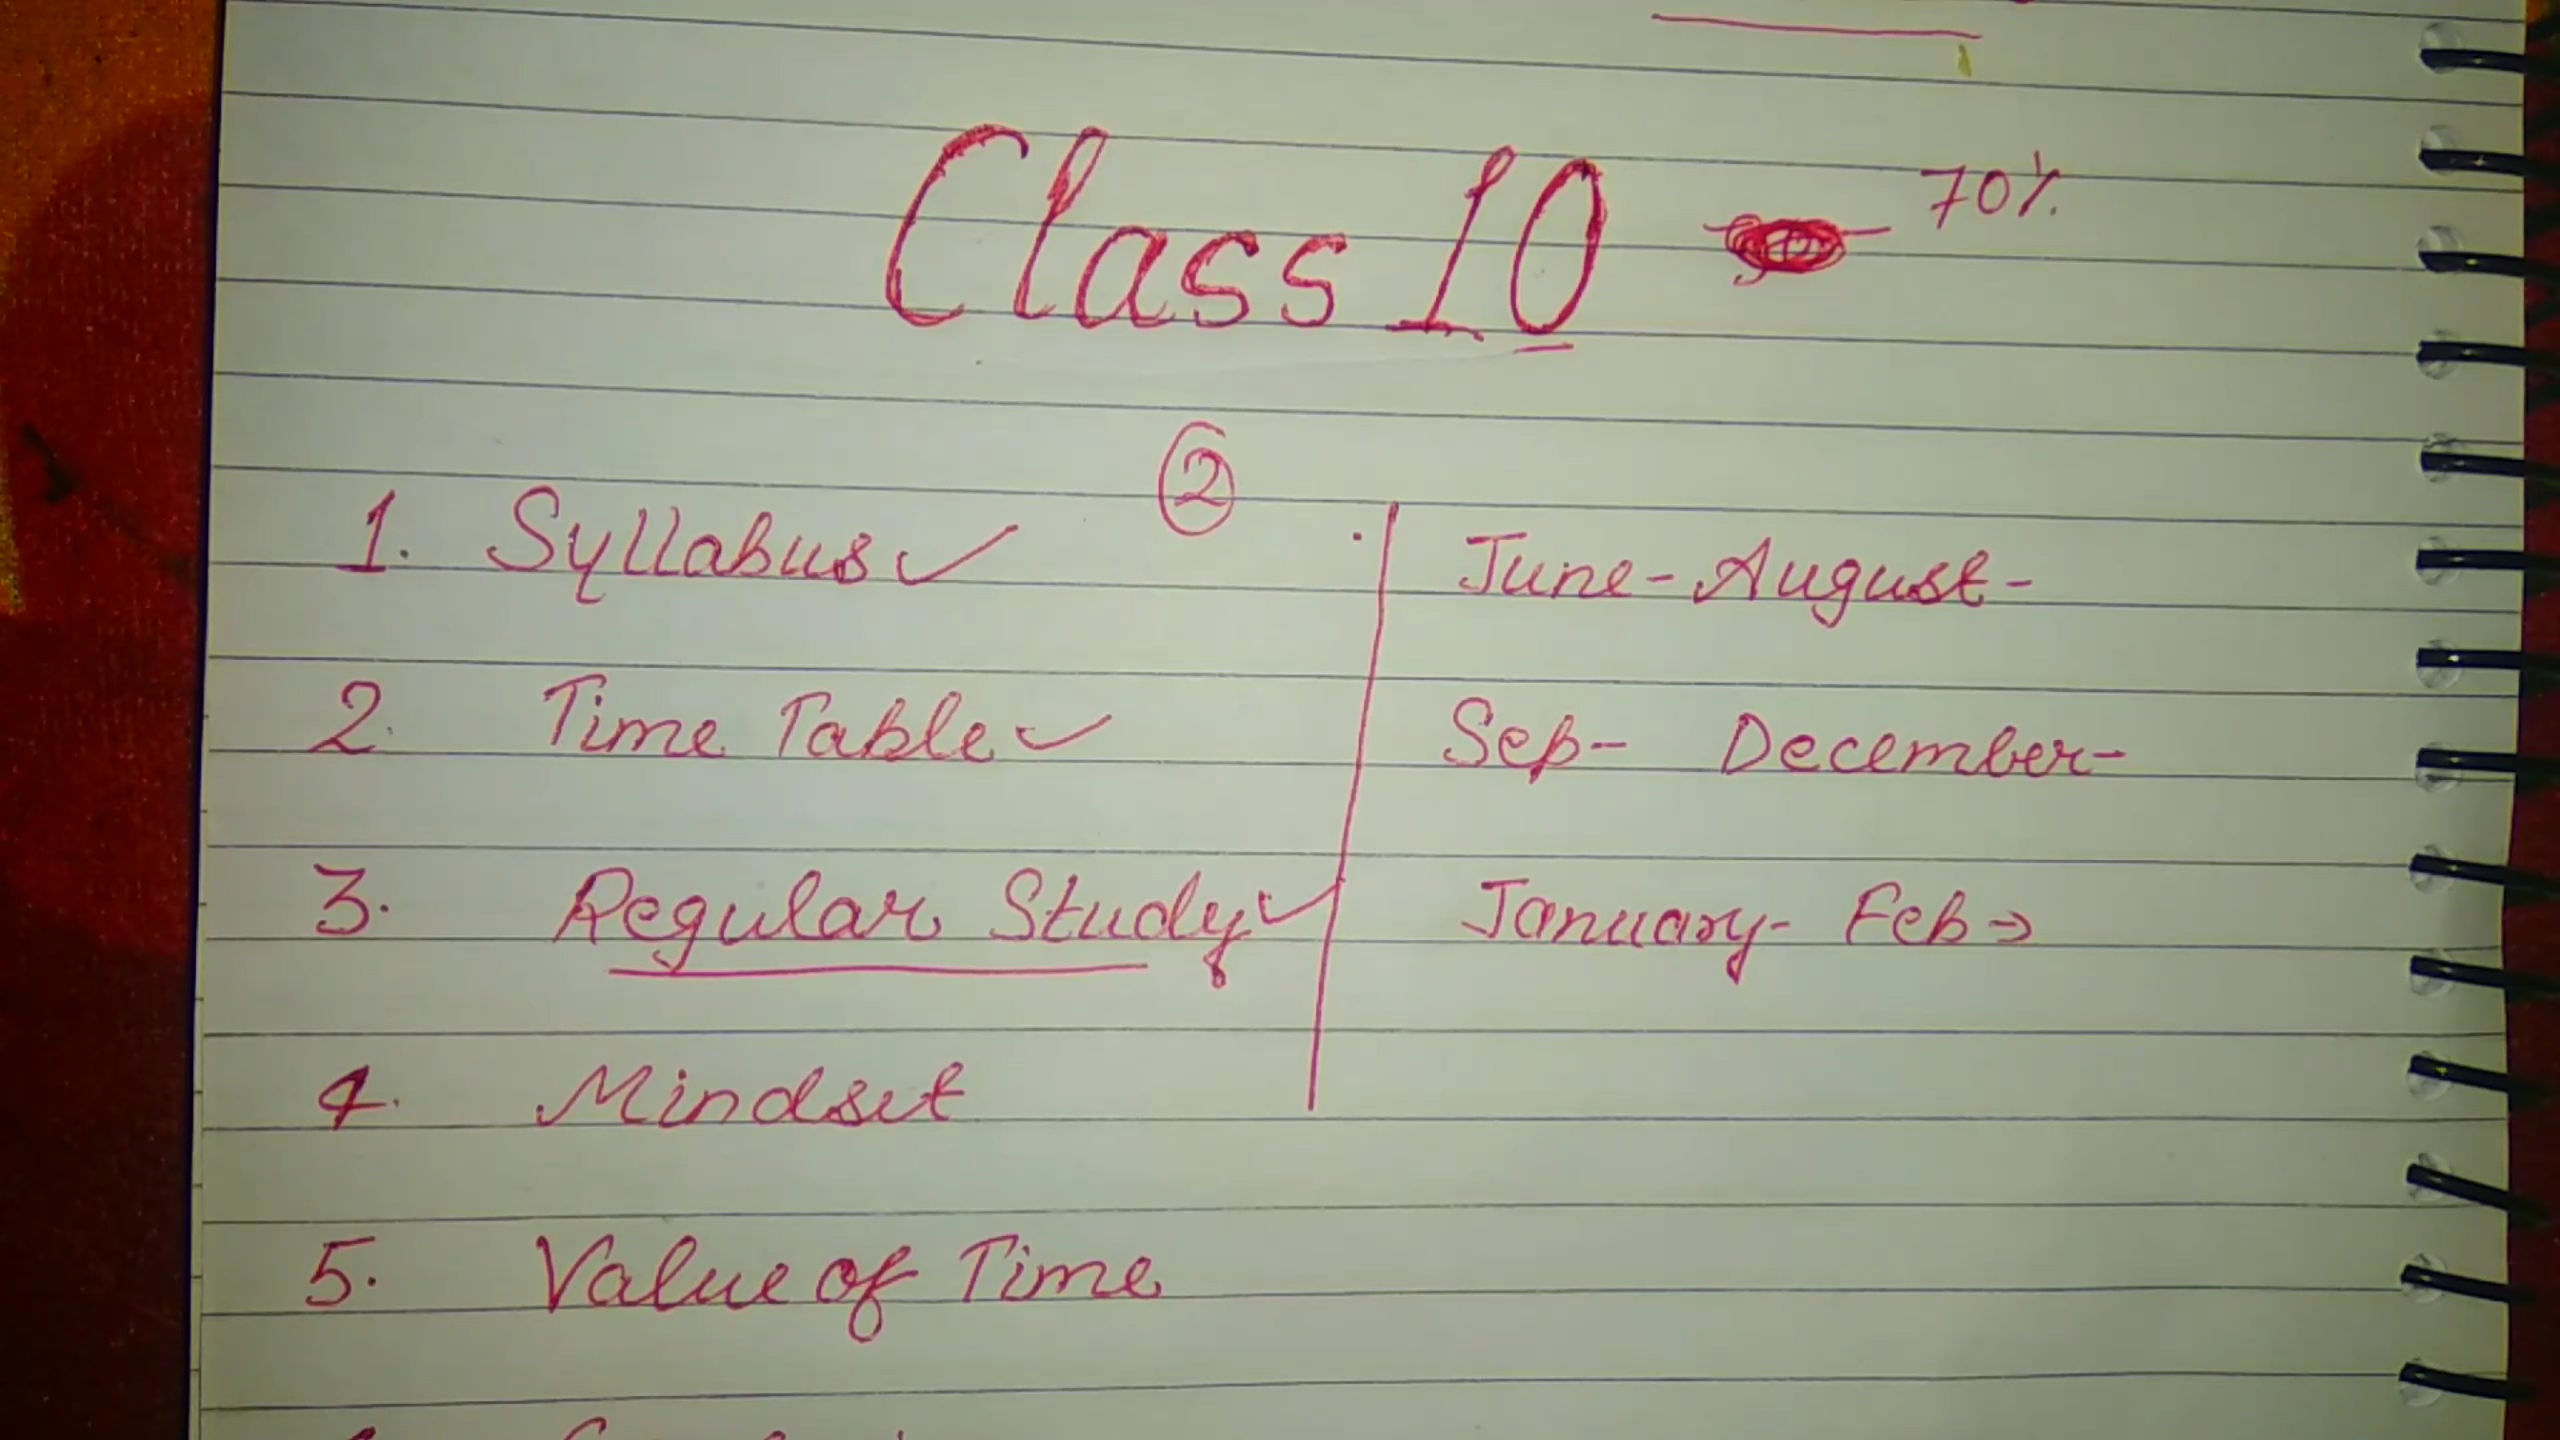 Class 10 70%
②
1. Syllabus ✓
2. Time Table ✓
3. Regular Study ✓
4. Mindset
5. Value of Time
June - August -
Sep - December -
January - Feb →